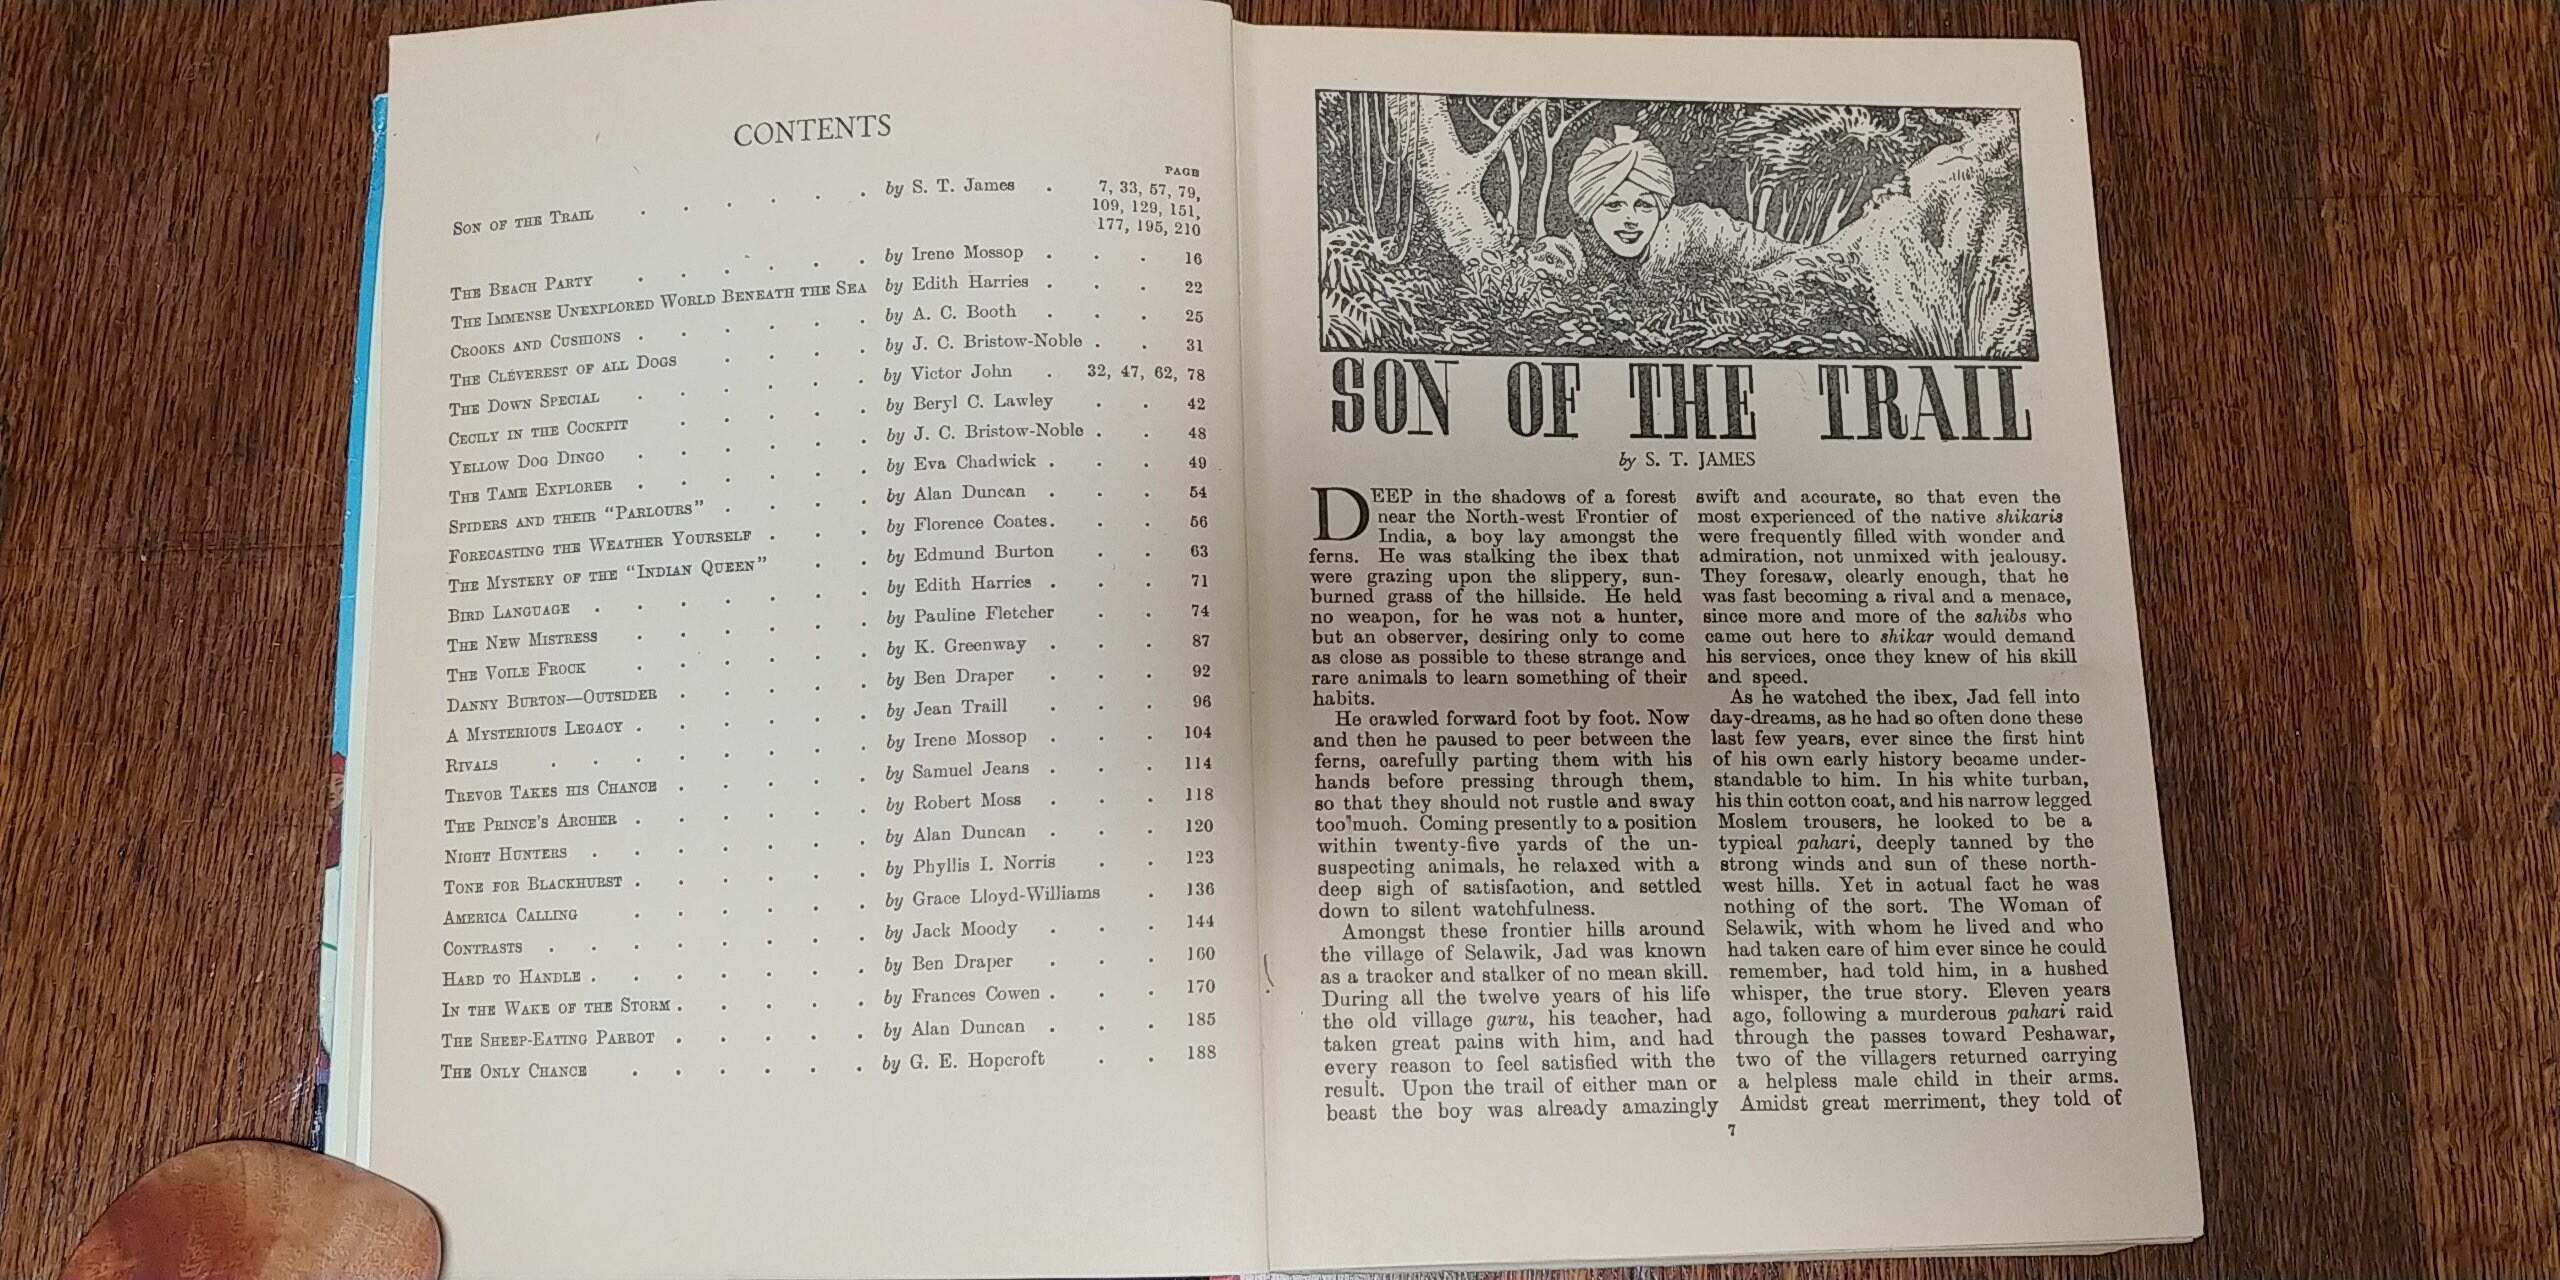 CONTENTS
PAGE
SON OF THE TRAIL . . . . . . by S. T. James . 7, 33, 57, 79,
109, 129, 151,
177, 195, 210
THE BEACH PARTY . . . . . . by Irene Mossop . . . 16
THE IMMENSE UNEXPLORED WORLD BENEATH THE SEA by Edith Harries . . . 22
CROOKS AND CUSHIONS . . . . . . by A. C. Booth . . . 25
THE CLEVEREST OF ALL DOGS . . . . by J. C. Bristow-Noble . . 31
THE DOWN SPECIAL . . . . . . by Victor John . 32, 47, 62, 78
CECILY IN THE COCKPIT . . . . . by Beryl C. Lawley . . 42
YELLOW DOG DINGO . . . . . . by J. C. Bristow-Noble . . 48
THE TAME EXPLORER . . . . . . by Eva Chadwick . . . 49
SPIDERS AND THEIR "PARLOURS" . . . . by Alan Duncan . . . 54
FORECASTING THE WEATHER YOURSELF . . . by Florence Coates . . . 56
THE MYSTERY OF THE "INDIAN QUEEN" . . by Edmund Burton . . 63
BIRD LANGUAGE . . . . . . . by Edith Harries . . . 71
THE NEW MISTRESS . . . . . . by Pauline Fletcher . . 74
THE VOILE FROCK . . . . . . by K. Greenway . . . 87
DANNY BURTON—OUTSIDER . . . . . by Ben Draper . . . 92
A MYSTERIOUS LEGACY . . . . . . by Jean Traill . . . 96
RIVALS . . . . . . . . by Irene Mossop . . . 104
TREVOR TAKES HIS CHANCE . . . . . by Samuel Jeans . . . 114
THE PRINCE'S ARCHER . . . . . . by Robert Moss . . . 118
NIGHT HUNTERS . . . . . . . by Alan Duncan . . . 120
TONE FOR BLACKHURST . . . . . . by Phyllis I. Norris . . 123
AMERICA CALLING . . . . . . by Grace Lloyd-Williams . 136
CONTRASTS . . . . . . . . by Jack Moody . . . 144
HARD TO HANDLE . . . . . . . by Ben Draper . . . 160
IN THE WAKE OF THE STORM . . . . . by Frances Cowen . . . 170
THE SHEEP-EATING PARROT . . . . . by Alan Duncan . . . 185
THE ONLY CHANCE . . . . . . by G. E. Hopcroft . . 188
SON OF THE TRAIL
by S. T. JAMES
DEEP in the shadows of a forest
near the North-west Frontier of
India, a boy lay amongst the
ferns. He was stalking the ibex that
were grazing upon the slippery, sun-
burned grass of the hillside. He held
no weapon, for he was not a hunter,
but an observer, desiring only to come
as close as possible to these strange and
rare animals to learn something of their
habits.
He crawled forward foot by foot. Now
and then he paused to peer between the
ferns, carefully parting them with his
hands before pressing through them,
so that they should not rustle and sway
too much. Coming presently to a position
within twenty-five yards of the un-
suspecting animals, he relaxed with a
deep sigh of satisfaction, and settled
down to silent watchfulness.
Amongst these frontier hills around
the village of Selawik, Jad was known
as a tracker and stalker of no mean skill.
During all the twelve years of his life
the old village guru, his teacher, had
taken great pains with him, and had
every reason to feel satisfied with the
result. Upon the trail of either man or
beast the boy was already amazingly
swift and accurate, so that even the
most experienced of the native shikaris
were frequently filled with wonder and
admiration, not unmixed with jealousy.
They foresaw, clearly enough, that he
was fast becoming a rival and a menace,
since more and more of the sahibs who
came out here to shikar would demand
his services, once they knew of his skill
and speed.
As he watched the ibex, Jad fell into
day-dreams, as he had so often done these
last few years, ever since the first hint
of his own early history became under-
standable to him. In his white turban,
his thin cotton coat, and his narrow legged
Moslem trousers, he looked to be a
typical pahari, deeply tanned by the
strong winds and sun of these north-
west hills. Yet in actual fact he was
nothing of the sort. The Woman of
Selawik, with whom he lived and who
had taken care of him ever since he could
remember, had told him, in a hushed
whisper, the true story. Eleven years
ago, following a murderous pahari raid
through the passes toward Peshawar,
two of the villagers returned carrying
a helpless male child in their arms.
Amidst great merriment, they told of
7